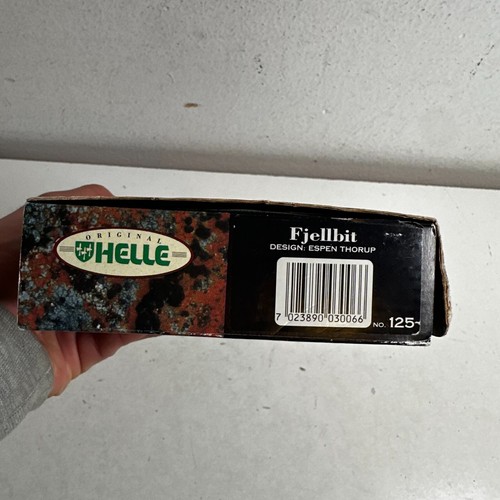 ORIGINAL
HELLE
Fjellbit
DESIGN: ESPEN THORUP
7 023890 030066
NO. 125